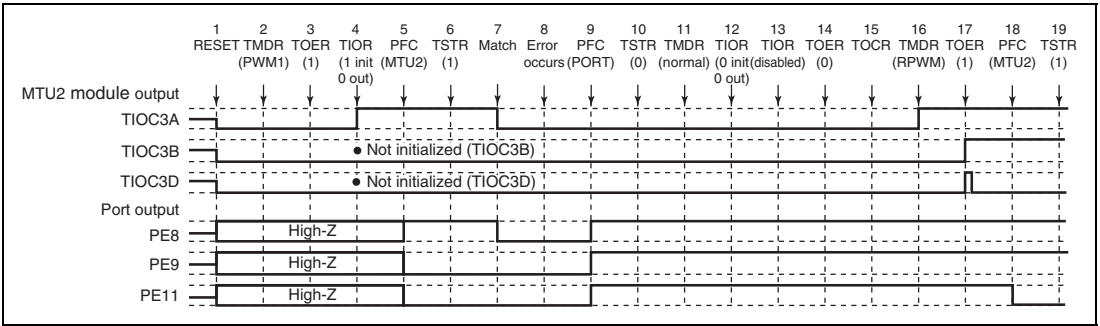 1 2 3 4 5 6 7 8 9 10 11 12 13 14 15 16 17 18 19
RESET TMDR TOER TIOR PFC TSTR Match Error PFC TSTR TMDR TIOR TIOR TOER TOCR TMDR TOER PFC TSTR
(PWM1) (1) (1 init (MTU2) (1) occurs (PORT) (0) (normal) (0 init (disabled) (0) (RPWM) (1) (MTU2) (1)
0 out) 0 out)
MTU2 module output
TIOC3A
TIOC3B • Not initialized (TIOC3B)
TIOC3D • Not initialized (TIOC3D)
Port output
PE8 High-Z
PE9 High-Z
PE11 High-Z